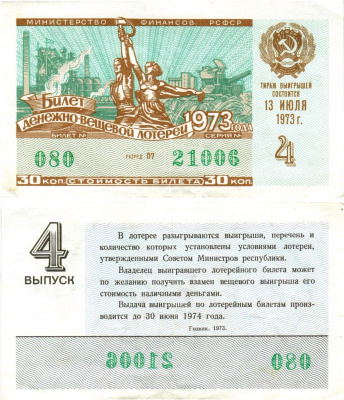 МИНИСТЕРСТВО ФИНАНСОВ РСФСР
Билет
денежно-вещевой лотереи 1973 года
БИЛЕТ № СЕРИЯ №
080 РАЗРЯД 07 21006
30 КОП. СТОИМОСТЬ БИЛЕТА 30 КОП.
ТИРАЖ ВЫИГРЫШЕЙ
СОСТОИТСЯ
13 ИЮЛЯ
1973 г.
4
4
ВЫПУСК
В лотерее разыгрываются выигрыши, перечень и
количество которых установлены условиями лотереи,
утвержденными Советом Министров республики.
Владелец выигравшего лотерейного билета может
по желанию получить взамен вещевого выигрыша его
стоимость наличными деньгами.
Выдача выигрышей по лотерейным билетам произ-
водится до 30 июня 1974 года.
Гознак. 1973.
21006 080